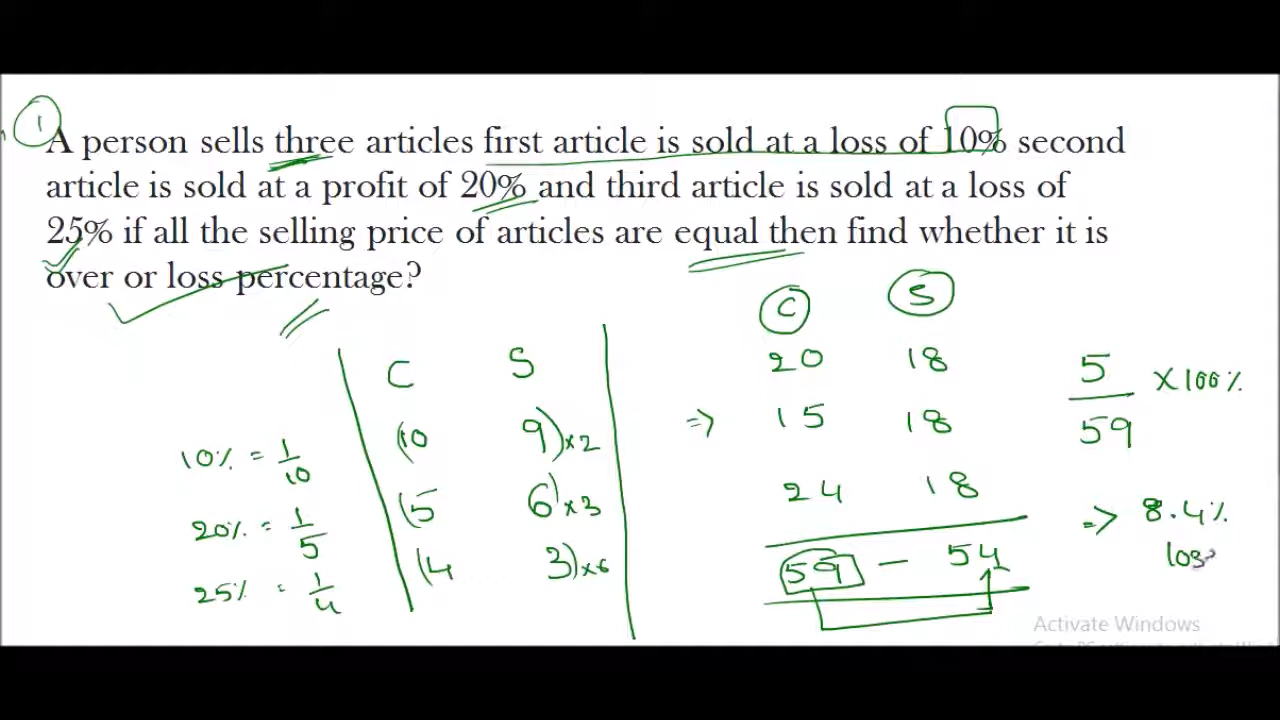 1
A person sells three articles first article is sold at a loss of 10% second
article is sold at a profit of 20% and third article is sold at a loss of
25% if all the selling price of articles are equal then find whether it is
over or loss percentage?
C S
10% = 1/10 (10 9)×2
20% = 1/5 (5 6)×3
25% = 1/4 (4 3)×6
C S
20 18
=> 15 18
24 18
59 - 54
5/59 ×100%
=> 8.4%
loss
Activate Windows